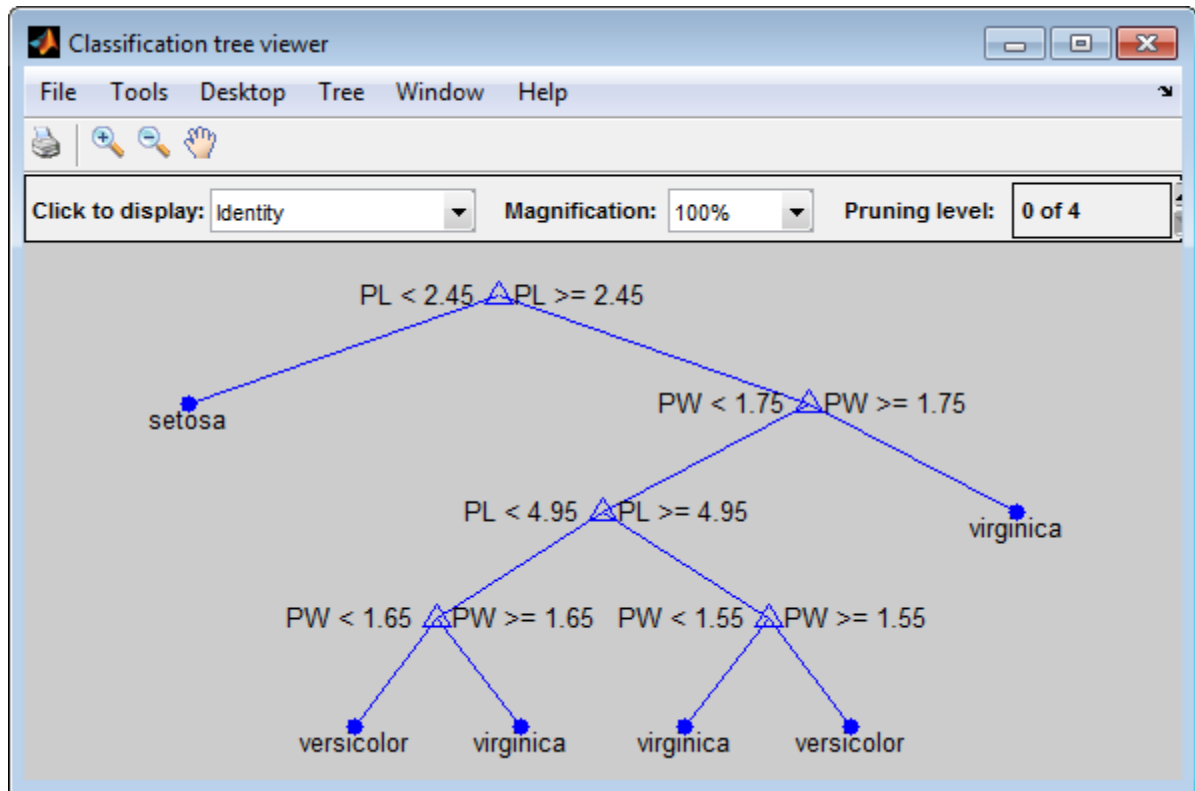 Classification tree viewer
File Tools Desktop Tree Window Help
Click to display: Identity Magnification: 100% Pruning level: 0 of 4
PL < 2.45 PL >= 2.45
setosa
PW < 1.75 PW >= 1.75
PL < 4.95 PL >= 4.95
virginica
PW < 1.65 PW >= 1.65 PW < 1.55 PW >= 1.55
versicolor virginica virginica versicolor